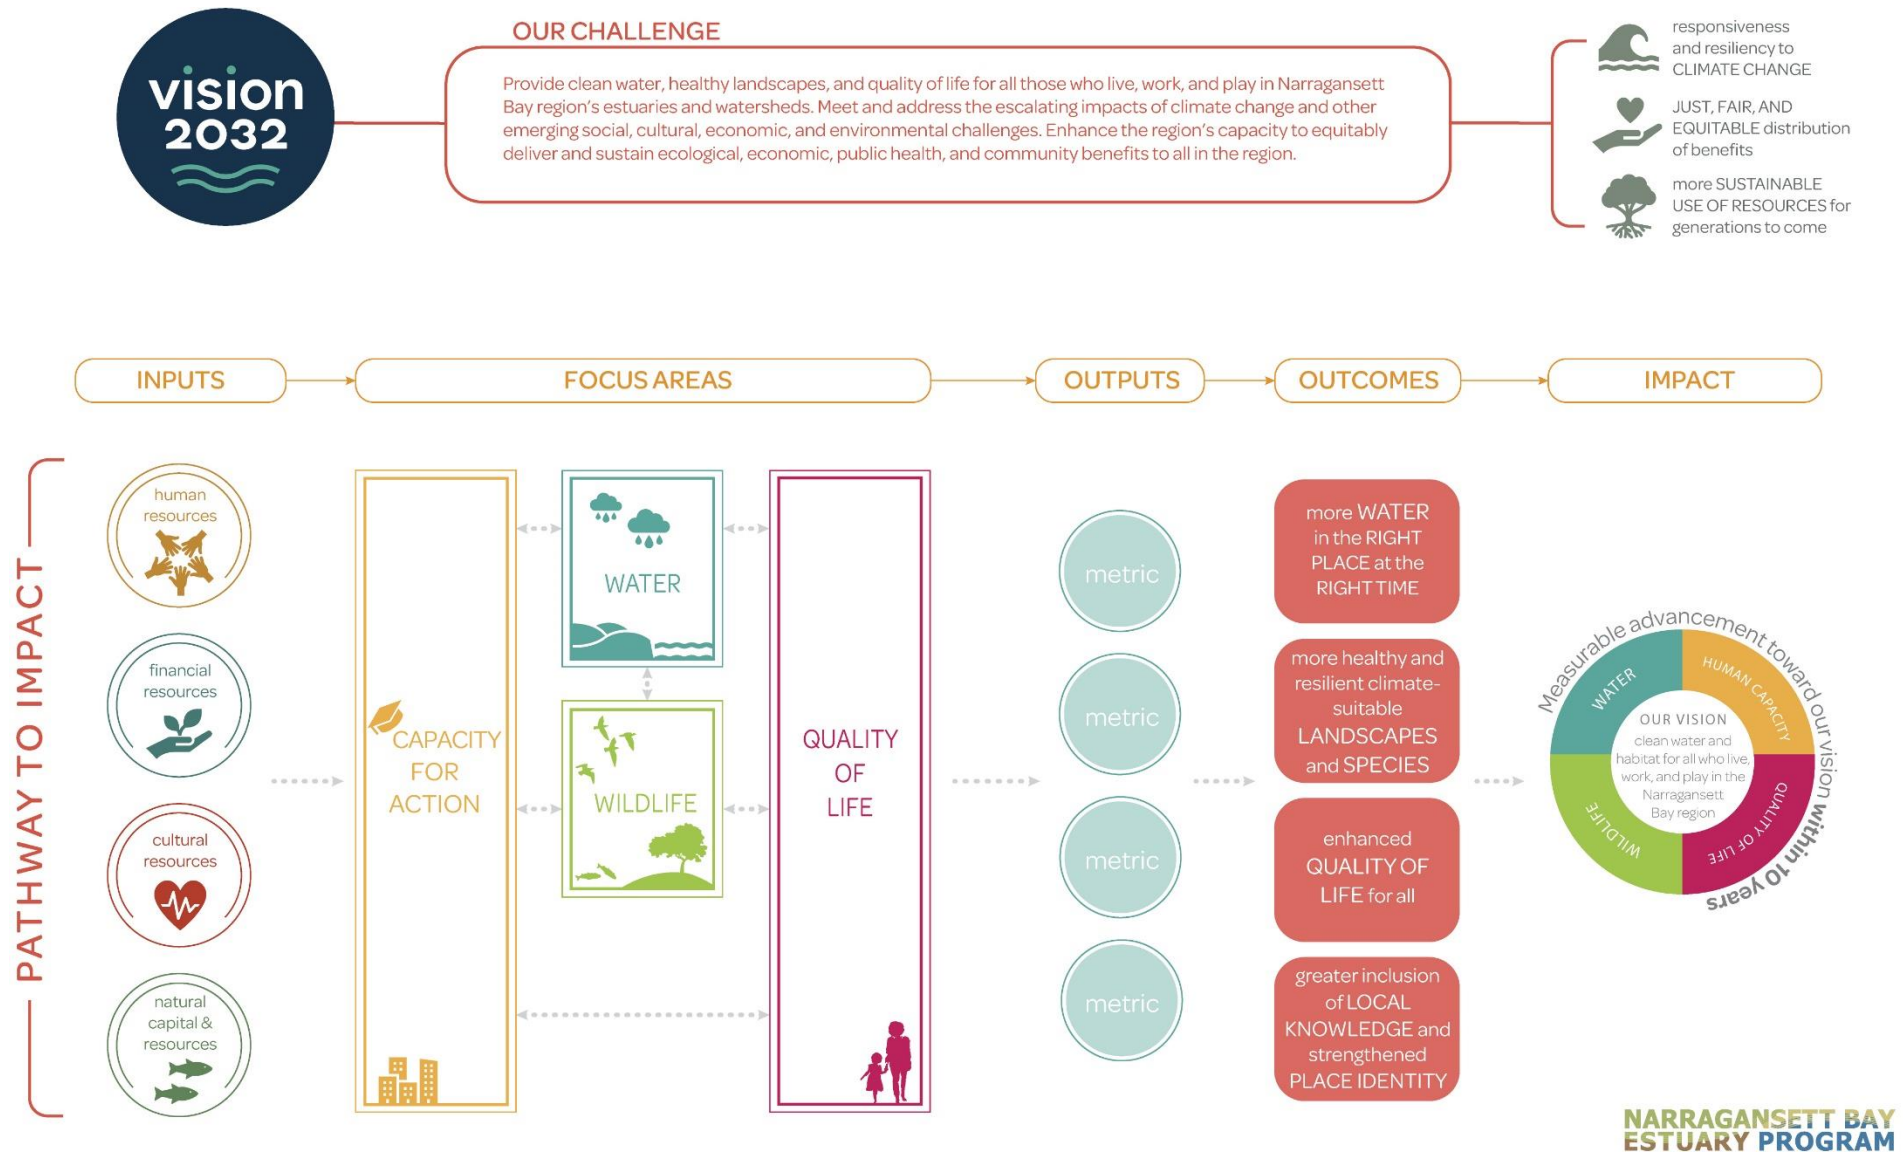 vision
2032
OUR CHALLENGE
Provide clean water, healthy landscapes, and quality of life for all those who live, work, and play in Narragansett
Bay region's estuaries and watersheds. Meet and address the escalating impacts of climate change and other
emerging social, cultural, economic, and environmental challenges. Enhance the region's capacity to equitably
deliver and sustain ecological, economic, public health, and community benefits to all in the region.
responsiveness
and resiliency to
CLIMATE CHANGE
JUST, FAIR, AND
EQUITABLE distribution
of benefits
more SUSTAINABLE
USE OF RESOURCES for
generations to come
INPUTS
FOCUS AREAS
OUTPUTS
OUTCOMES
IMPACT
PATHWAY TO IMPACT
human
resources
financial
resources
cultural
resources
natural
capital &
resources
CAPACITY
FOR
ACTION
WATER
WILDLIFE
QUALITY
OF
LIFE
metric
metric
metric
metric
more WATER
in the RIGHT
PLACE at the
RIGHT TIME
more healthy and
resilient climate-
suitable
LANDSCAPES
and SPECIES
enhanced
QUALITY OF
LIFE for all
greater inclusion
of LOCAL
KNOWLEDGE and
strengthened
PLACE IDENTITY
Measurable advancement toward our vision within 10 years
WATER
HUMAN CAPACITY
QUALITY OF LIFE
WILDLIFE
OUR VISION
clean water and
habitat for all who live,
work, and play in the
Narragansett
Bay region
NARRAGANSETT BAY
ESTUARY PROGRAM